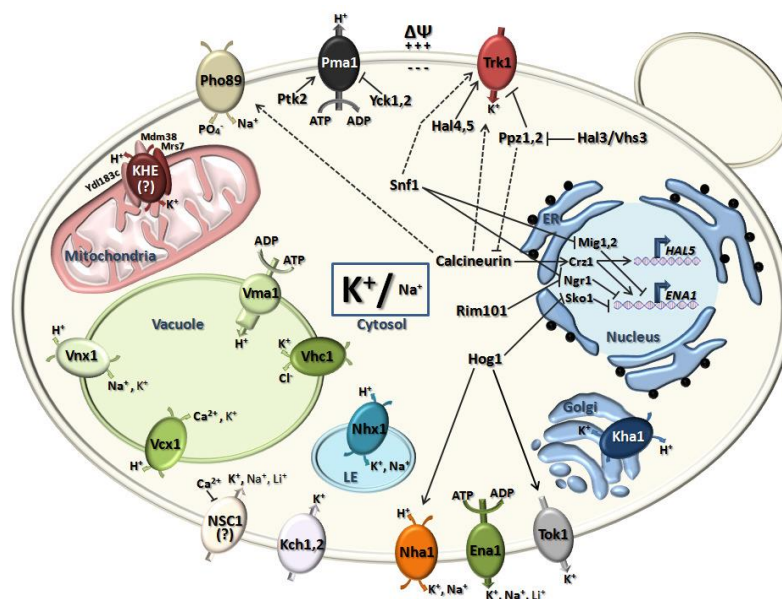 H⁺
ΔΨ
+++
---
Pho89
Pma1
Trk1
Ptk2
Yck1,2
K⁺
PO₄⁻
Na⁺
ATP
ADP
Hal4,5
Ppz1,2
Hal3/Vhs3
Mdm38
Mrs7
H⁺
Ydl183c
KHE
(?)
K⁺
Mitochondria
Snf1
ER
Mig1,2
HAL5
Calcineurin
Crz1
Ngr1
ENA1
Sko1
Rim101
Nucleus
K⁺/ Na⁺
Cytosol
ADP
ATP
Vma1
H⁺
Vacuole
H⁺
Vnx1
Na⁺, K⁺
K⁺
Vhc1
Cl⁻
Ca²⁺, K⁺
Vcx1
H⁺
Hog1
H⁺
Nhx1
K⁺, Na⁺
LE
Golgi
K⁺
Kha1
H⁺
Ca²⁺
K⁺, Na⁺, Li⁺
NSC1
(?)
K⁺
Kch1,2
H⁺
Nha1
K⁺, Na⁺
ATP
ADP
Ena1
K⁺, Na⁺, Li⁺
Tok1
K⁺